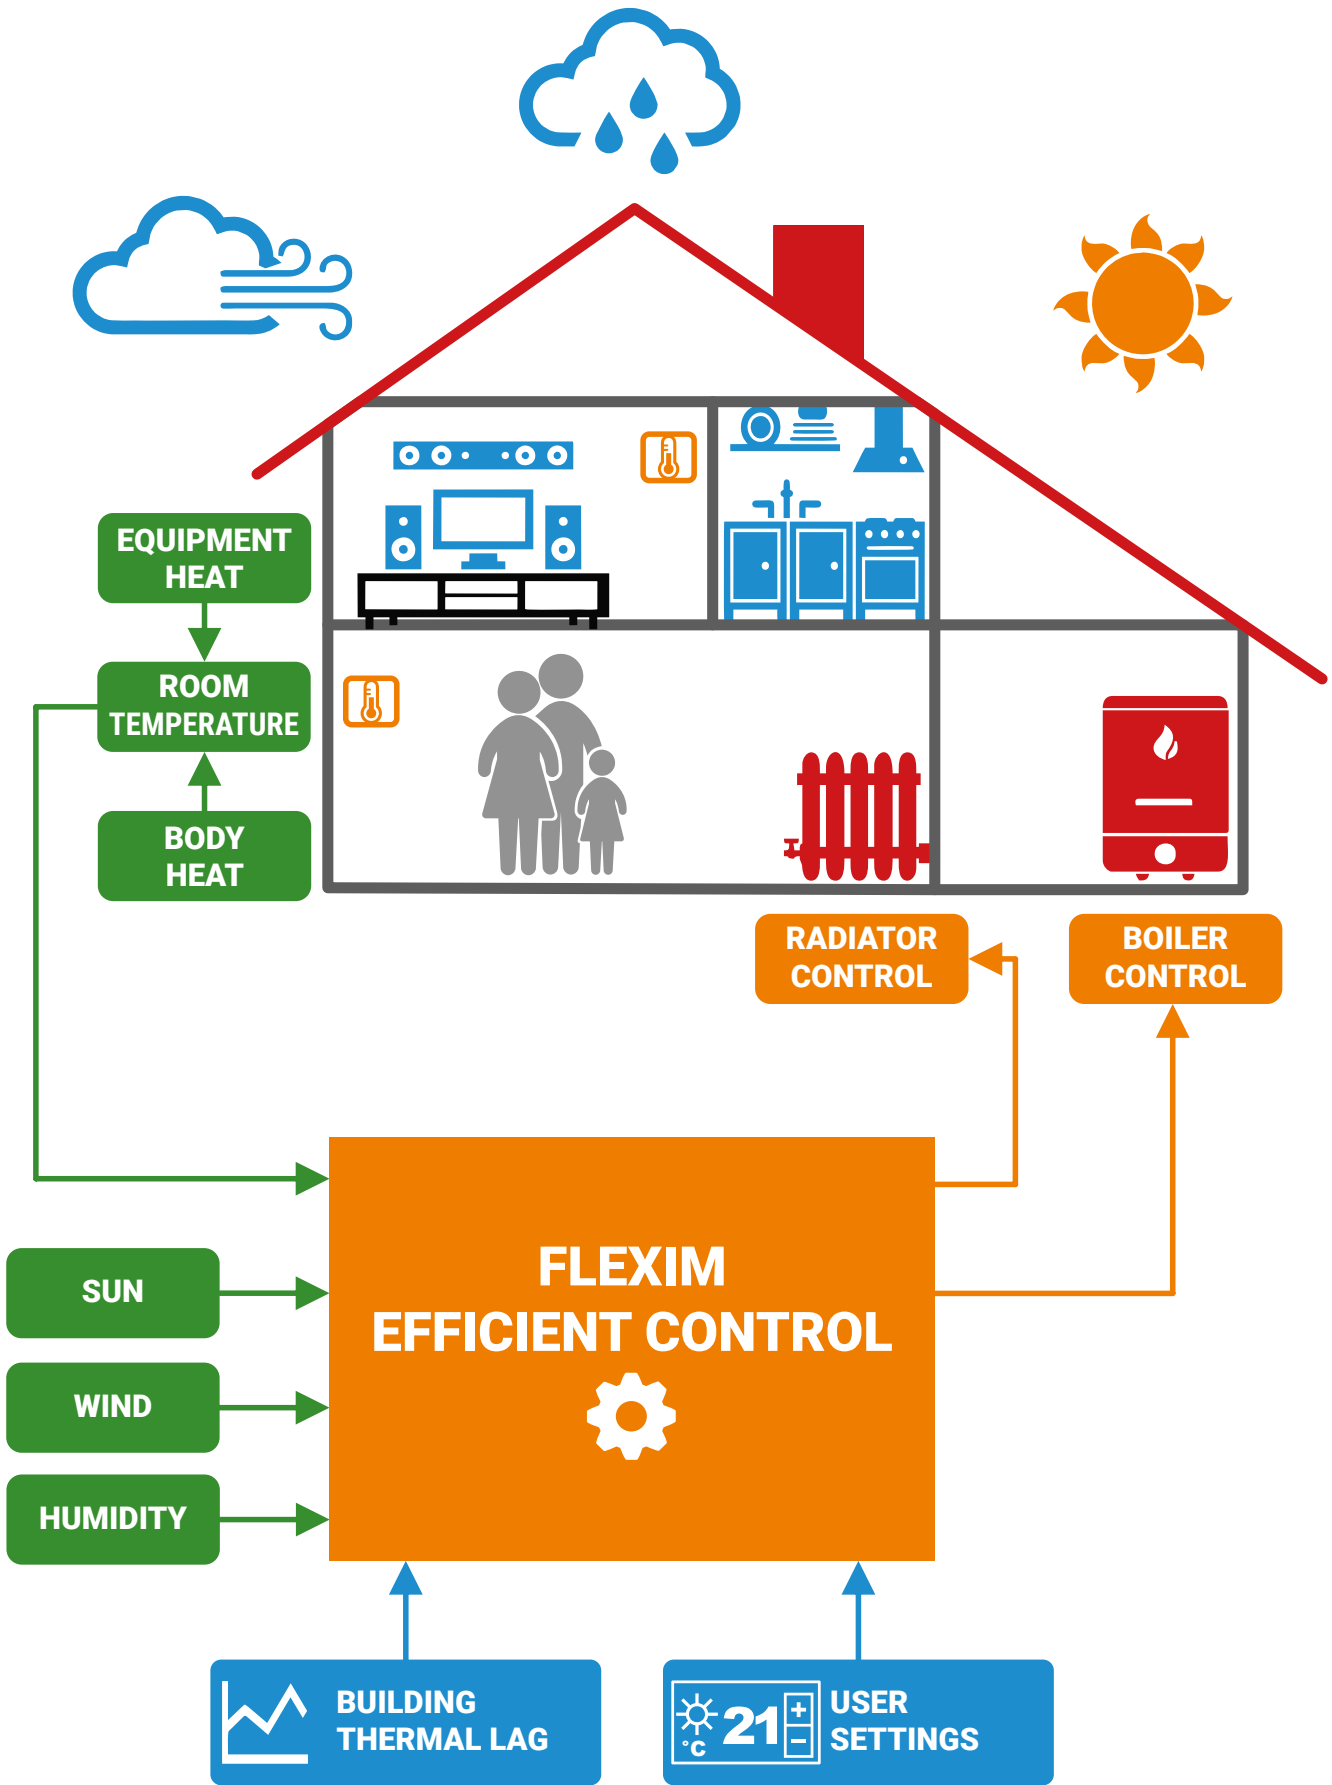 EQUIPMENT
HEAT
ROOM
TEMPERATURE
BODY
HEAT
RADIATOR
CONTROL
BOILER
CONTROL
FLEXIM
EFFICIENT CONTROL
SUN
WIND
HUMIDITY
BUILDING
THERMAL LAG
°C 21 + -
USER
SETTINGS